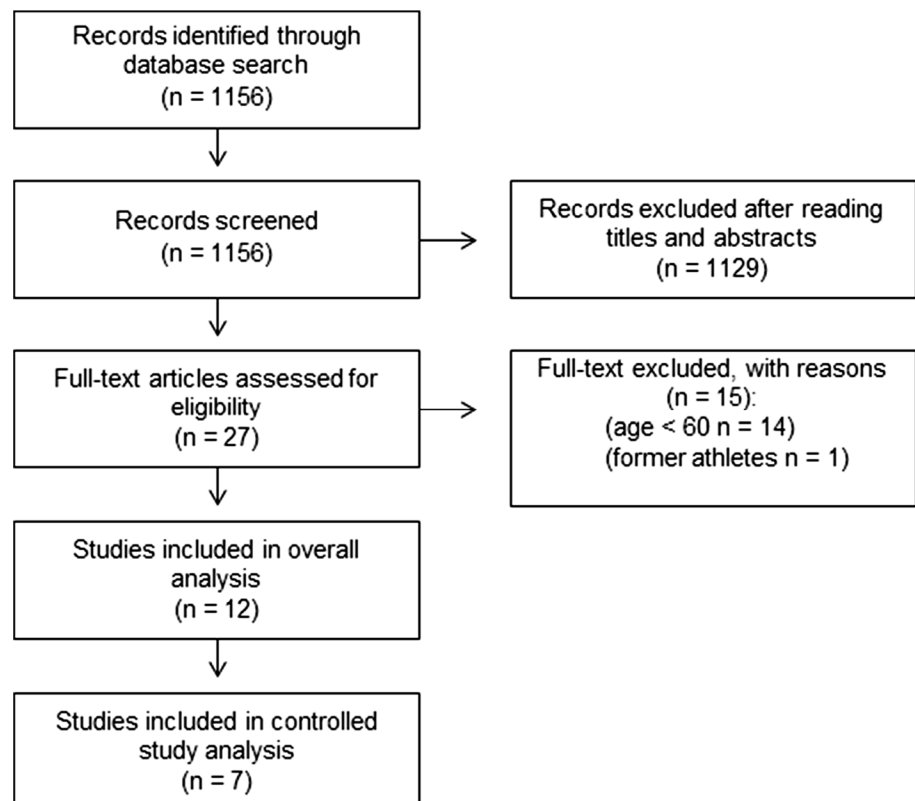 Records identified through
database search
(n = 1156)
Records screened
(n = 1156)
Records excluded after reading
titles and abstracts
(n = 1129)
Full-text articles assessed for
eligibility
(n = 27)
Full-text excluded, with reasons
(n = 15):
(age < 60 n = 14)
(former athletes n = 1)
Studies included in overall
analysis
(n = 12)
Studies included in controlled
study analysis
(n = 7)